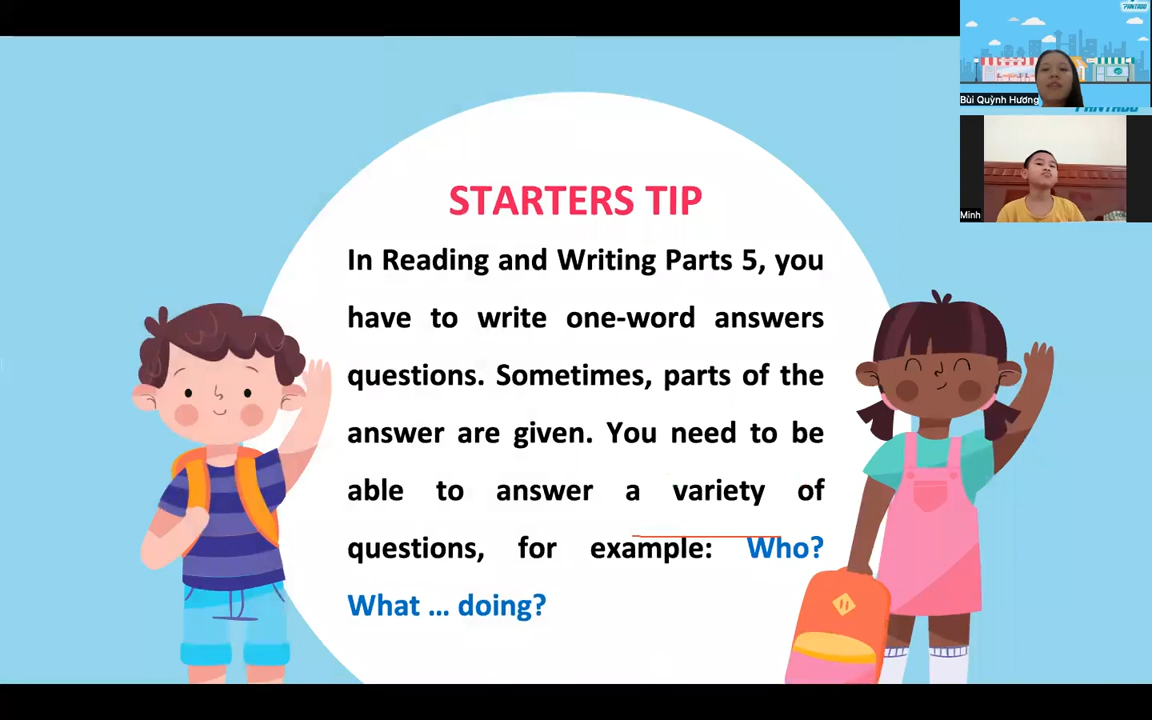 STARTERS TIP
In Reading and Writing Parts 5, you
have to write one-word answers
questions. Sometimes, parts of the
answer are given. You need to be
able to answer a variety of
questions, for example: Who?
What ... doing?
PANTADO
Bùi Quỳnh Hương
PANTADO
Minh